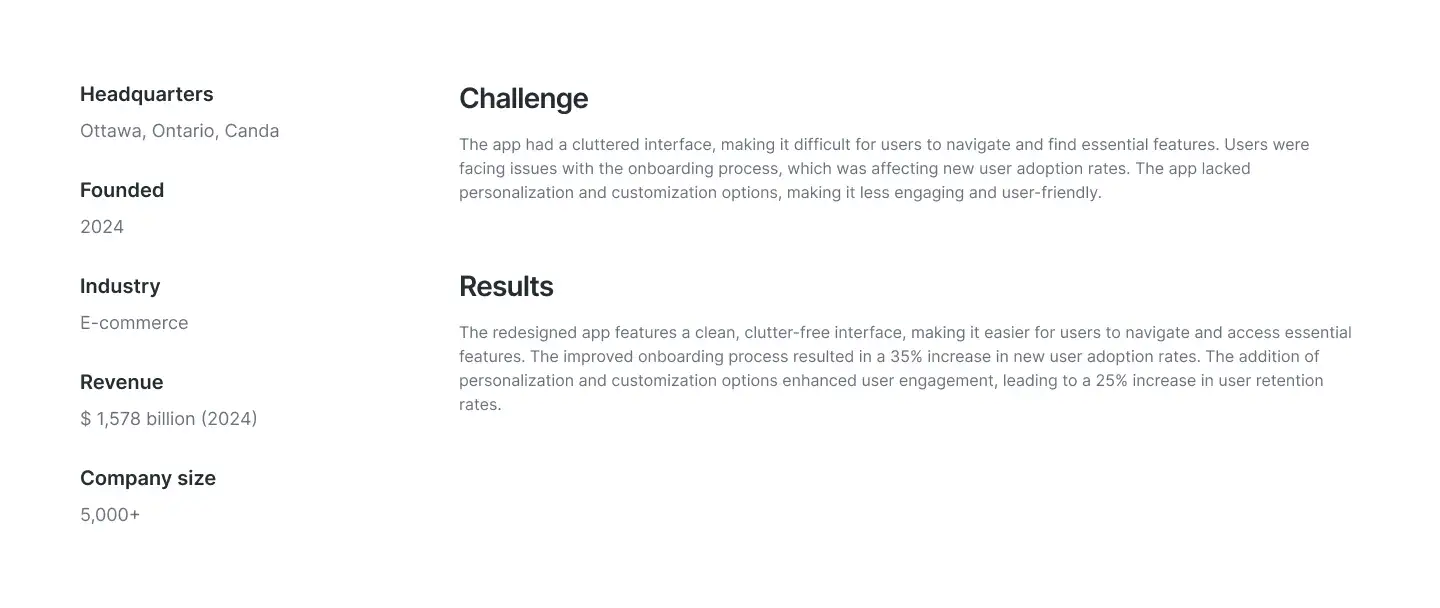 Headquarters
Ottawa, Ontario, Canda
Founded
2024
Industry
E-commerce
Revenue
$ 1,578 billion (2024)
Company size
5,000+
Challenge
The app had a cluttered interface, making it difficult for users to navigate and find essential features. Users were
facing issues with the onboarding process, which was affecting new user adoption rates. The app lacked
personalization and customization options, making it less engaging and user-friendly.
Results
The redesigned app features a clean, clutter-free interface, making it easier for users to navigate and access essential
features. The improved onboarding process resulted in a 35% increase in new user adoption rates. The addition of
personalization and customization options enhanced user engagement, leading to a 25% increase in user retention
rates.